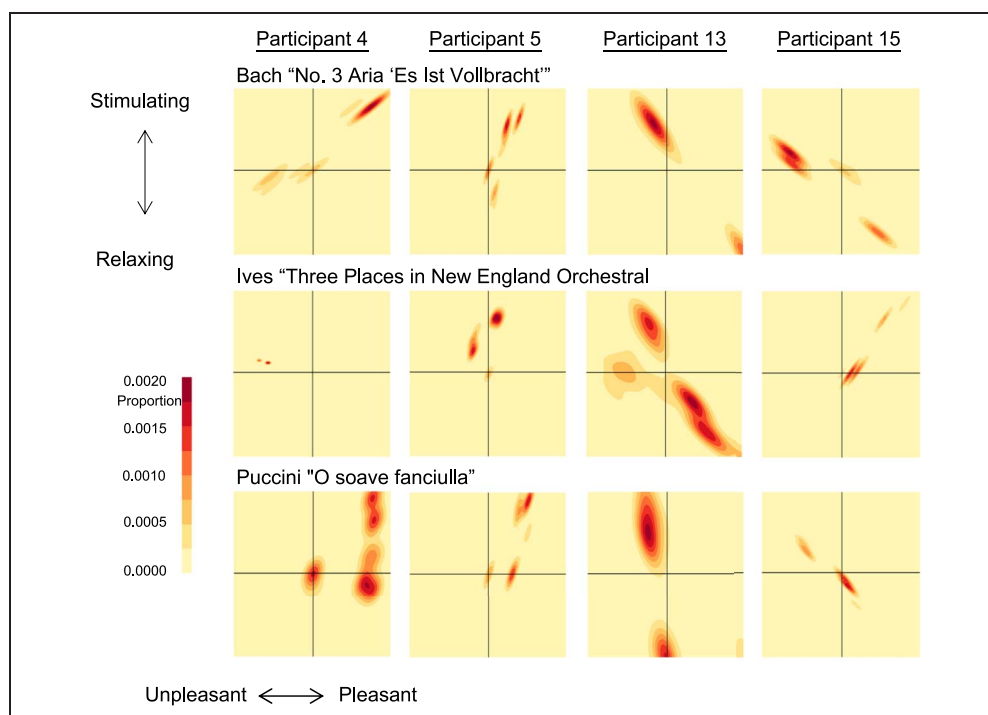 Participant 4 Participant 5 Participant 13 Participant 15
Bach “No. 3 Aria ‘Es Ist Vollbracht’”
Stimulating
Relaxing
Ives “Three Places in New England Orchestral
0.0020
Proportion
0.0015
0.0010
0.0005
0.0000
Puccini "O soave fanciulla”
Unpleasant Pleasant